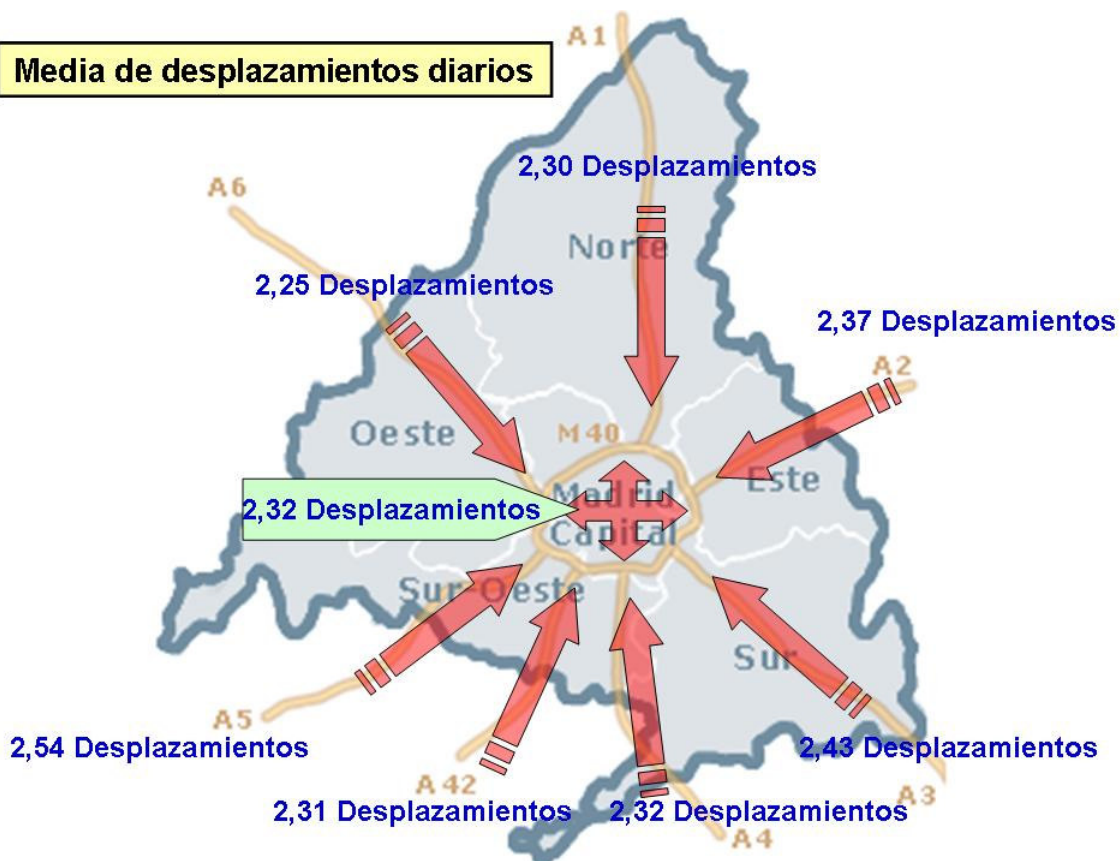 A1
Media de desplazamientos diarios
2,30 Desplazamientos
A6
Norte
2,25 Desplazamientos
2,37 Desplazamientos
A2
Oeste
M40
Este
Madrid
2,32 Desplazamientos
Capital
Sur-Oeste
Sur
A5
2,54 Desplazamientos
2,43 Desplazamientos
A42
A3
2,31 Desplazamientos
2,32 Desplazamientos
A4